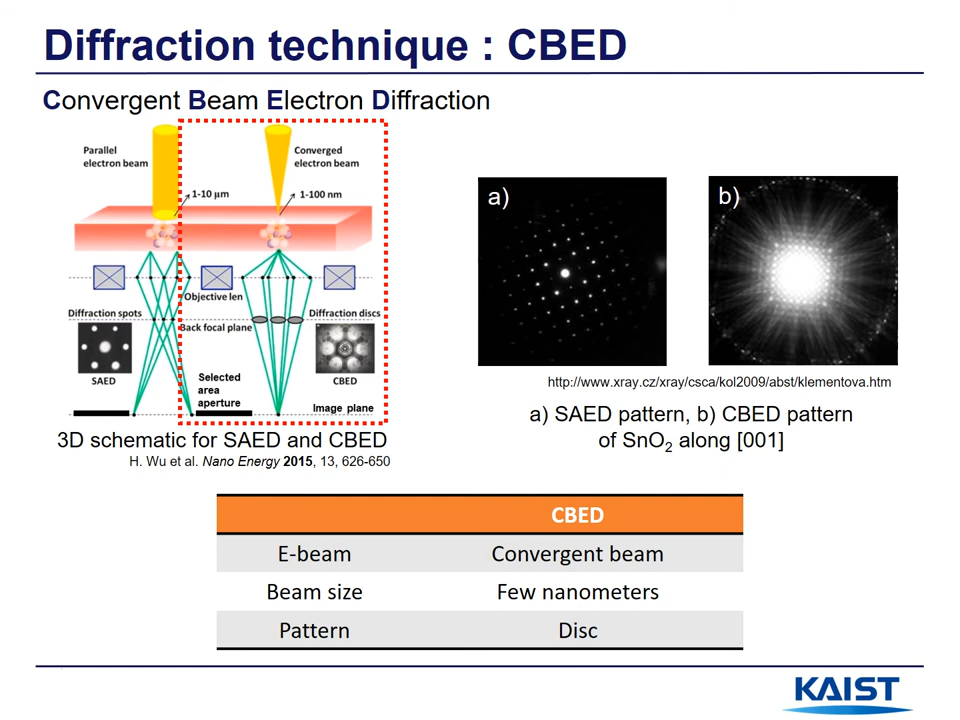 Diffraction technique : CBED
Convergent Beam Electron Diffraction
Parallel
electron beam
Converged
electron beam
1-10 μm
1-100 nm
Objective len
Diffraction spots
Back focal plane
Diffraction discs
SAED
CBED
Selected
area
aperture
Image plane
3D schematic for SAED and CBED
H. Wu et al. Nano Energy 2015, 13, 626-650
a)
b)
http://www.xray.cz/xray/csca/kol2009/abst/klementova.htm
a) SAED pattern, b) CBED pattern
of SnO2 along [001]
CBED
E-beam Convergent beam
Beam size Few nanometers
Pattern Disc
KAIST